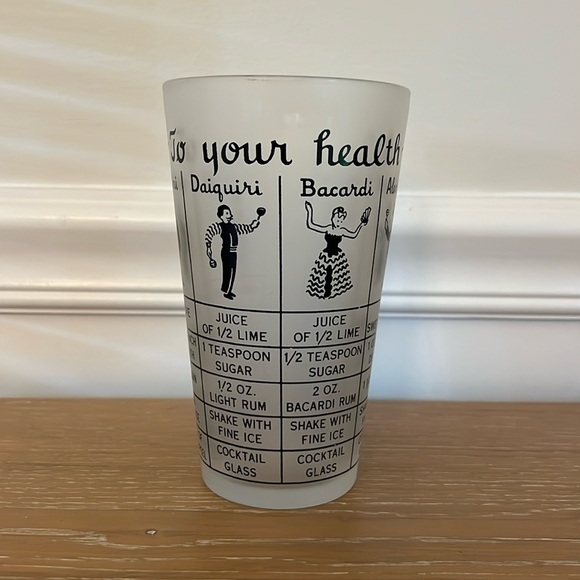 To your health
Daiquiri
JUICE
OF 1/2 LIME
1 TEASPOON
SUGAR
1/2 OZ.
LIGHT RUM
SHAKE WITH
FINE ICE
COCKTAIL
GLASS
Bacardi
JUICE
OF 1/2 LIME
1/2 TEASPOON
SUGAR
2 OZ.
BACARDI RUM
SHAKE WITH
FINE ICE
COCKTAIL
GLASS